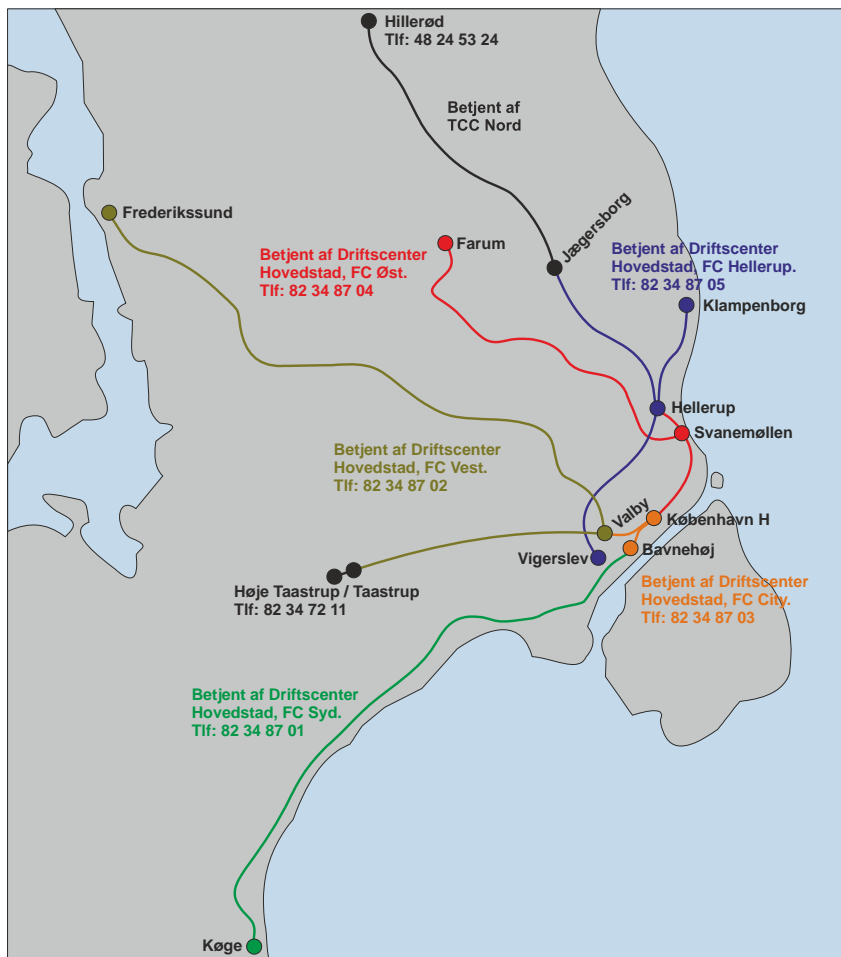 Hillerød
Tlf: 48 24 53 24
Betjent af
TCC Nord
Frederikssund
Farum
Jægersborg
Betjent af Driftscenter
Hovedstad, FC Øst.
Tlf: 82 34 87 04
Betjent af Driftscenter
Hovedstad, FC Hellerup.
Tlf: 82 34 87 05
Klampenborg
Hellerup
Svanemøllen
Betjent af Driftscenter
Hovedstad, FC Vest.
Tlf: 82 34 87 02
Valby
København H
Bavnehøj
Vigerslev
Høje Taastrup / Taastrup
Tlf: 82 34 72 11
Betjent af Driftscenter
Hovedstad, FC City.
Tlf: 82 34 87 03
Betjent af Driftscenter
Hovedstad, FC Syd.
Tlf: 82 34 87 01
Køge